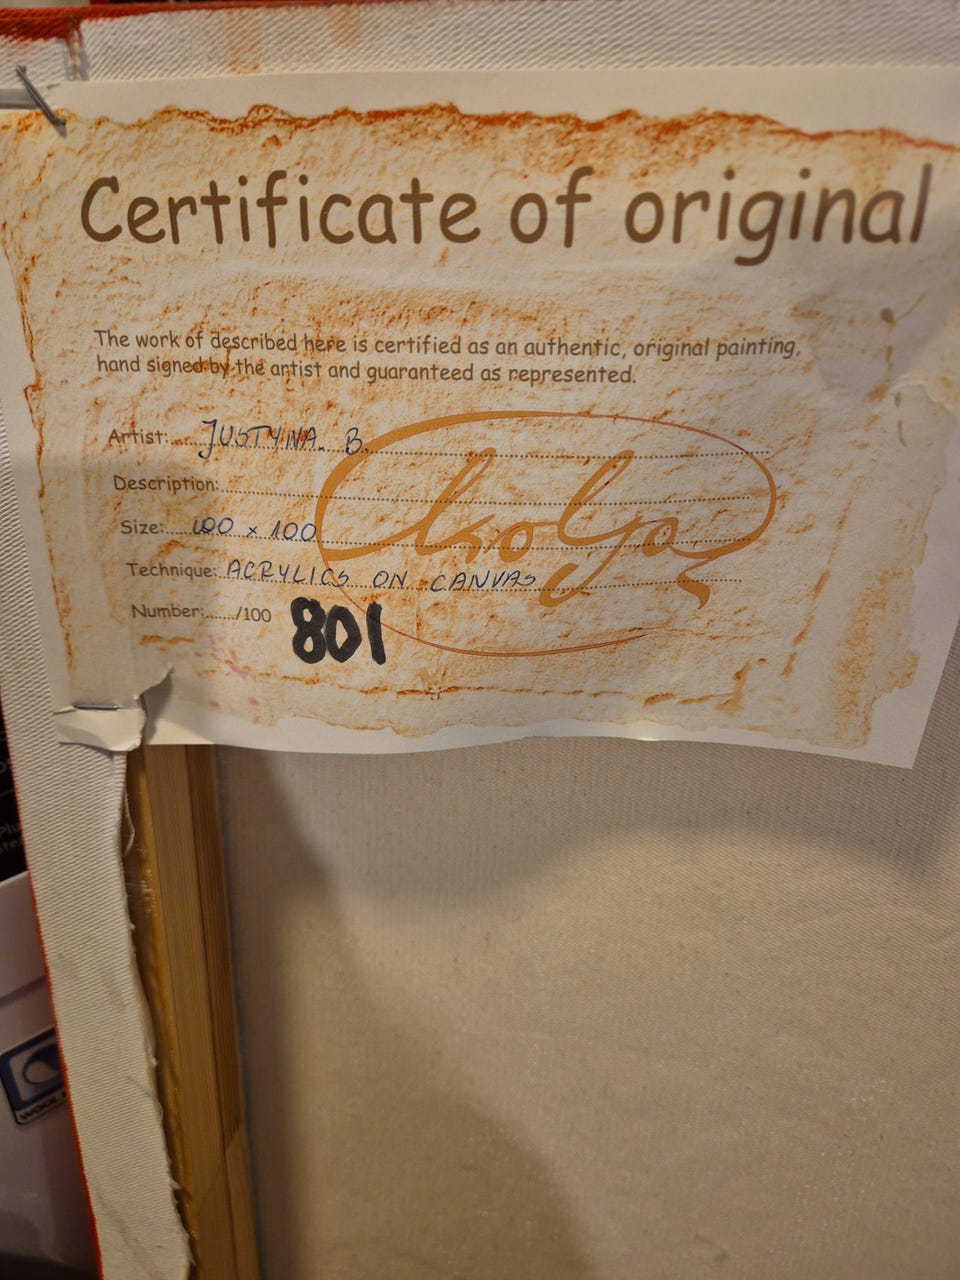 Certificate of original
The work of described here is certified as an authentic, original painting,
hand signed by the artist and guaranteed as represented.
Artist:.....JUSTYNA. B.
Description:
Size:....100 x 100
Technique: ACRYLICS ON CANVAS
Number:....../100 801
WOOL